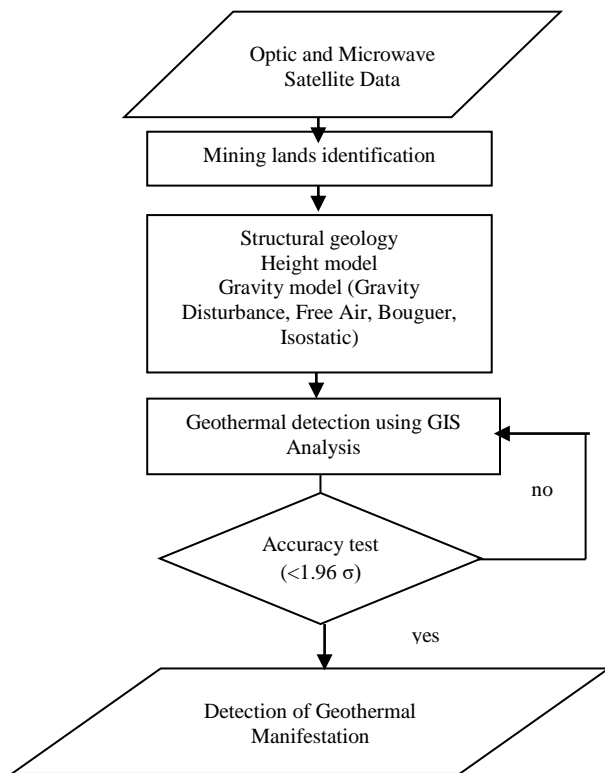 Optic and Microwave
Satellite Data
Mining lands identification
Structural geology
Height model
Gravity model (Gravity
Disturbance, Free Air, Bouguer,
Isostatic)
Geothermal detection using GIS
Analysis
no
Accuracy test
(<1.96 σ)
yes
Detection of Geothermal
Manifestation